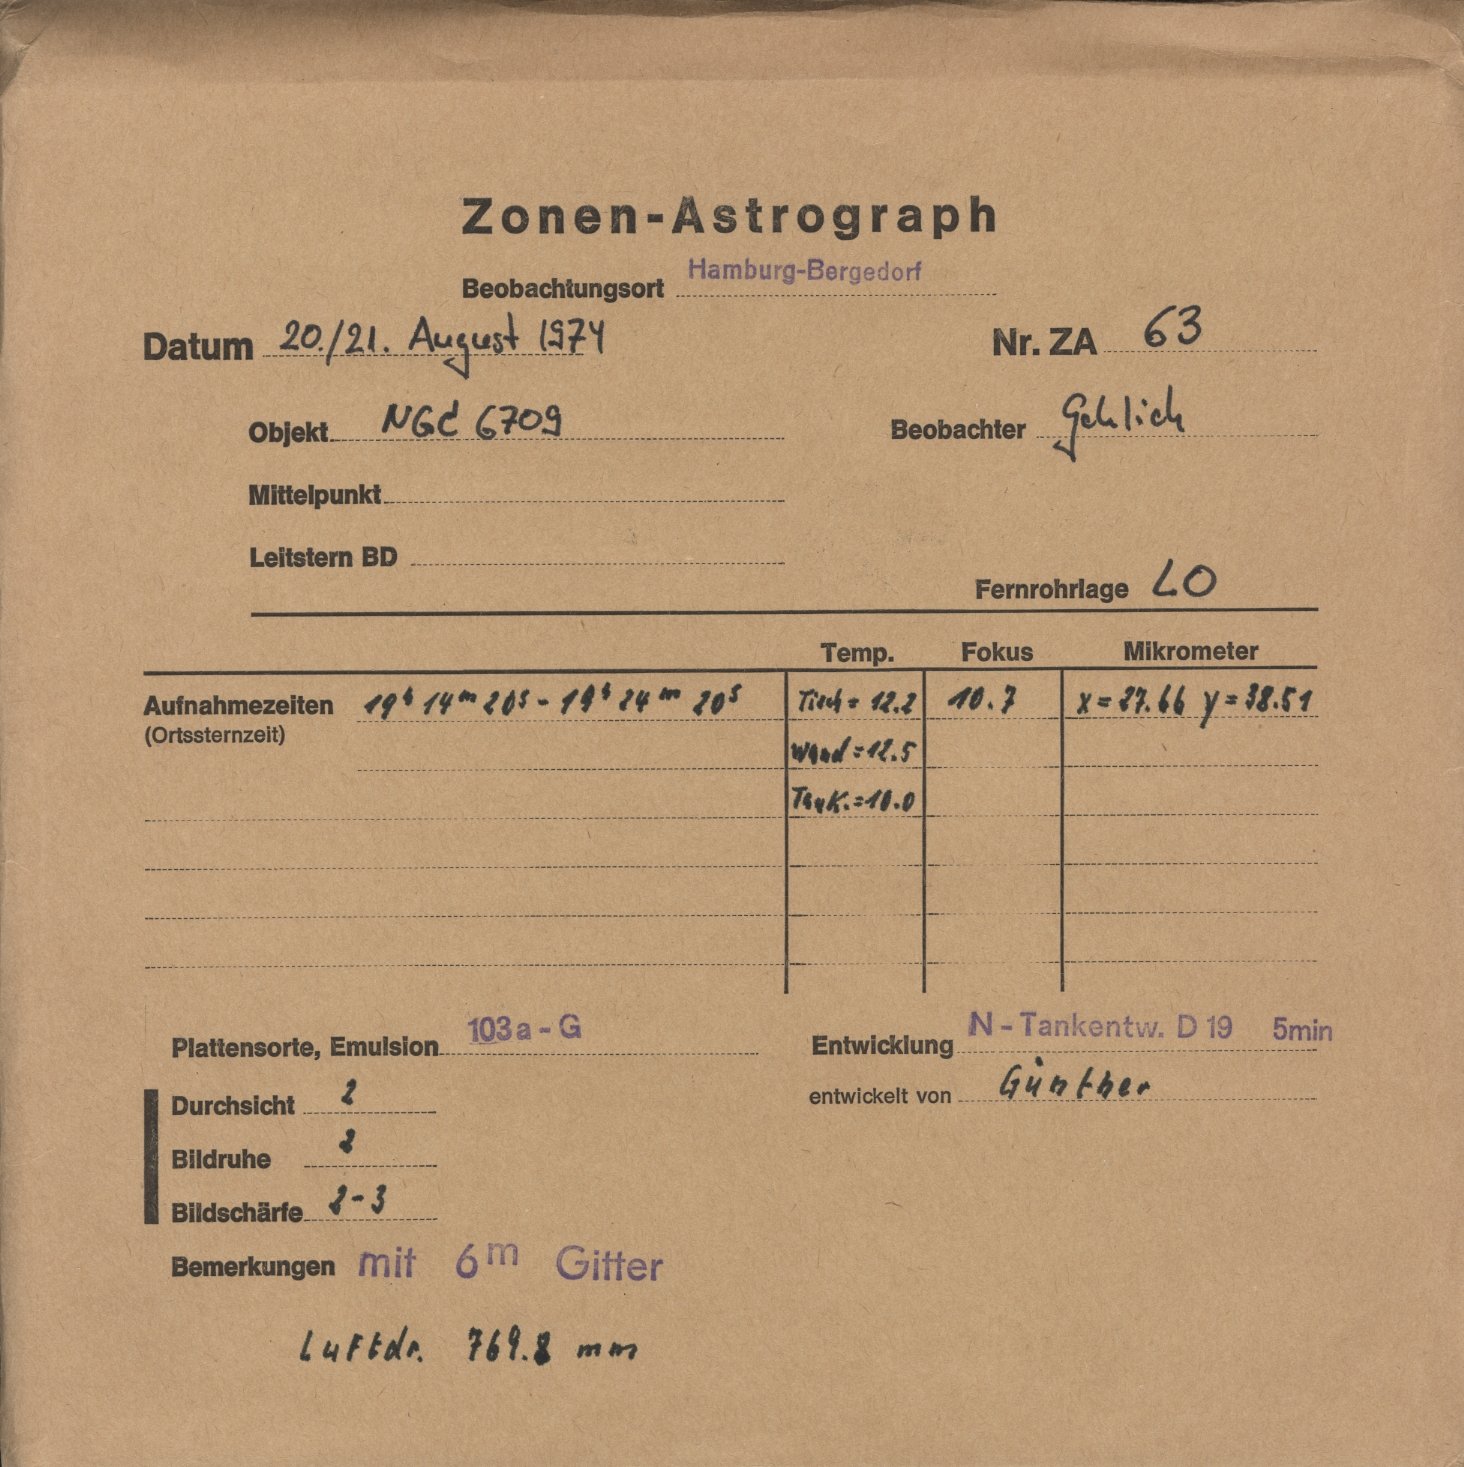 Zonen-Astrograph
Beobachtungsort Hamburg-Bergedorf
Datum 20./21. August 1974 Nr. ZA 63
Objekt NGC 6709 Beobachter Gehlich
Mittelpunkt
Leitstern BD
Fernrohrlage LO
Temp. Fokus Mikrometer
Aufnahmezeiten 19h 14m 20s - 19h 24m 20s Tisch = 12.2 10.7 x = 27.66 y = 38.51
(Ortssternzeit)
Wand = 12.5
Tauk. = 10.0
Plattensorte, Emulsion 103a-G Entwicklung N-Tankentw. D 19 5min
Durchsicht 2 entwickelt von Günther
Bildruhe 2
Bildschärfe 2-3
Bemerkungen mit 6m Gitter
Luftdr. 769.8 mm